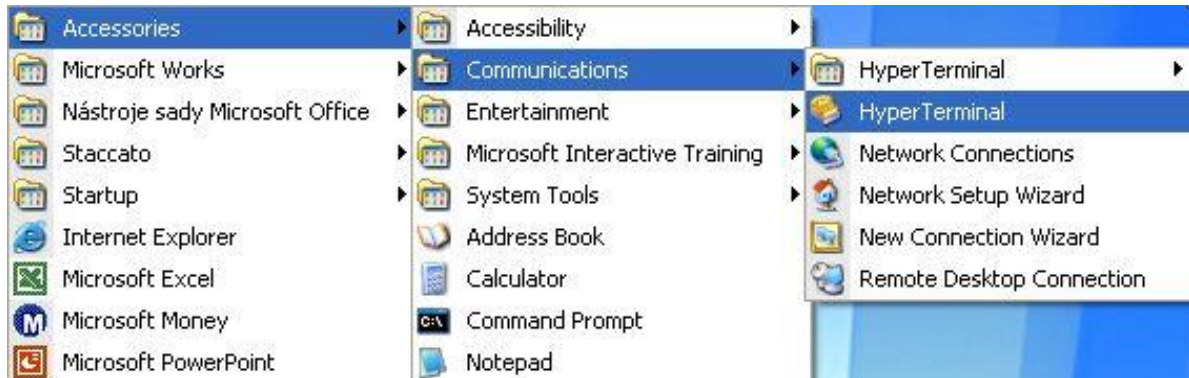 Accessories
Microsoft Works
Nástroje sady Microsoft Office
Staccato
Startup
Internet Explorer
Microsoft Excel
Microsoft Money
Microsoft PowerPoint
Accessibility
Communications
Entertainment
Microsoft Interactive Training
System Tools
Address Book
Calculator
Command Prompt
Notepad
HyperTerminal
HyperTerminal
Network Connections
Network Setup Wizard
New Connection Wizard
Remote Desktop Connection